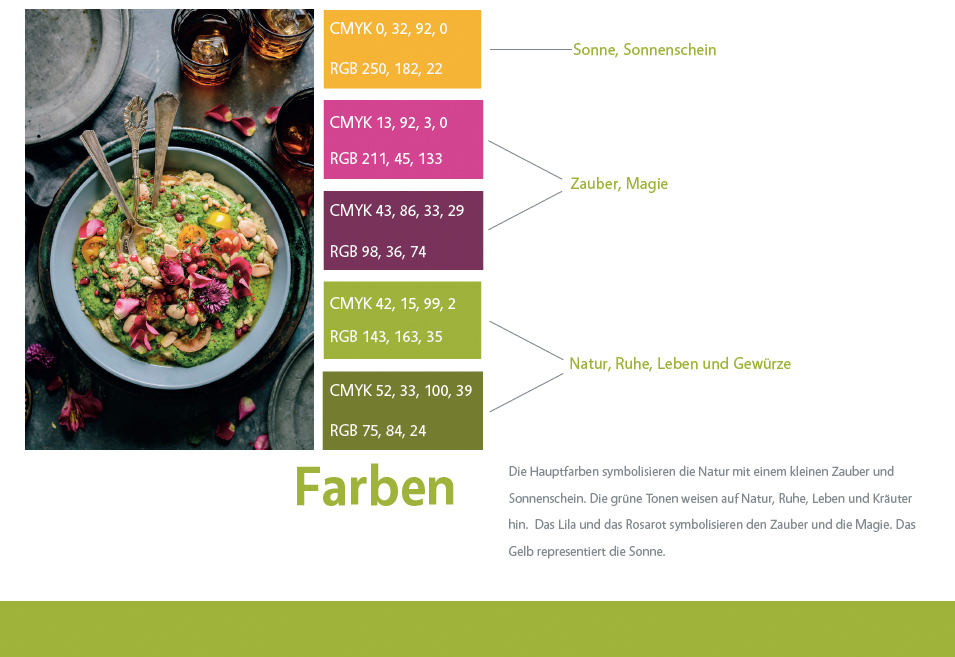 CMYK 0, 32, 92, 0
RGB 250, 182, 22
Sonne, Sonnenschein
CMYK 13, 92, 3, 0
RGB 211, 45, 133
Zauber, Magie
CMYK 43, 86, 33, 29
RGB 98, 36, 74
CMYK 42, 15, 99, 2
RGB 143, 163, 35
Natur, Ruhe, Leben und Gewürze
CMYK 52, 33, 100, 39
RGB 75, 84, 24
Farben
Die Hauptfarben symbolisieren die Natur mit einem kleinen Zauber und
Sonnenschein. Die grüne Tonen weisen auf Natur, Ruhe, Leben und Kräuter
hin. Das Lila und das Rosarot symbolisieren den Zauber und die Magie. Das
Gelb representiert die Sonne.